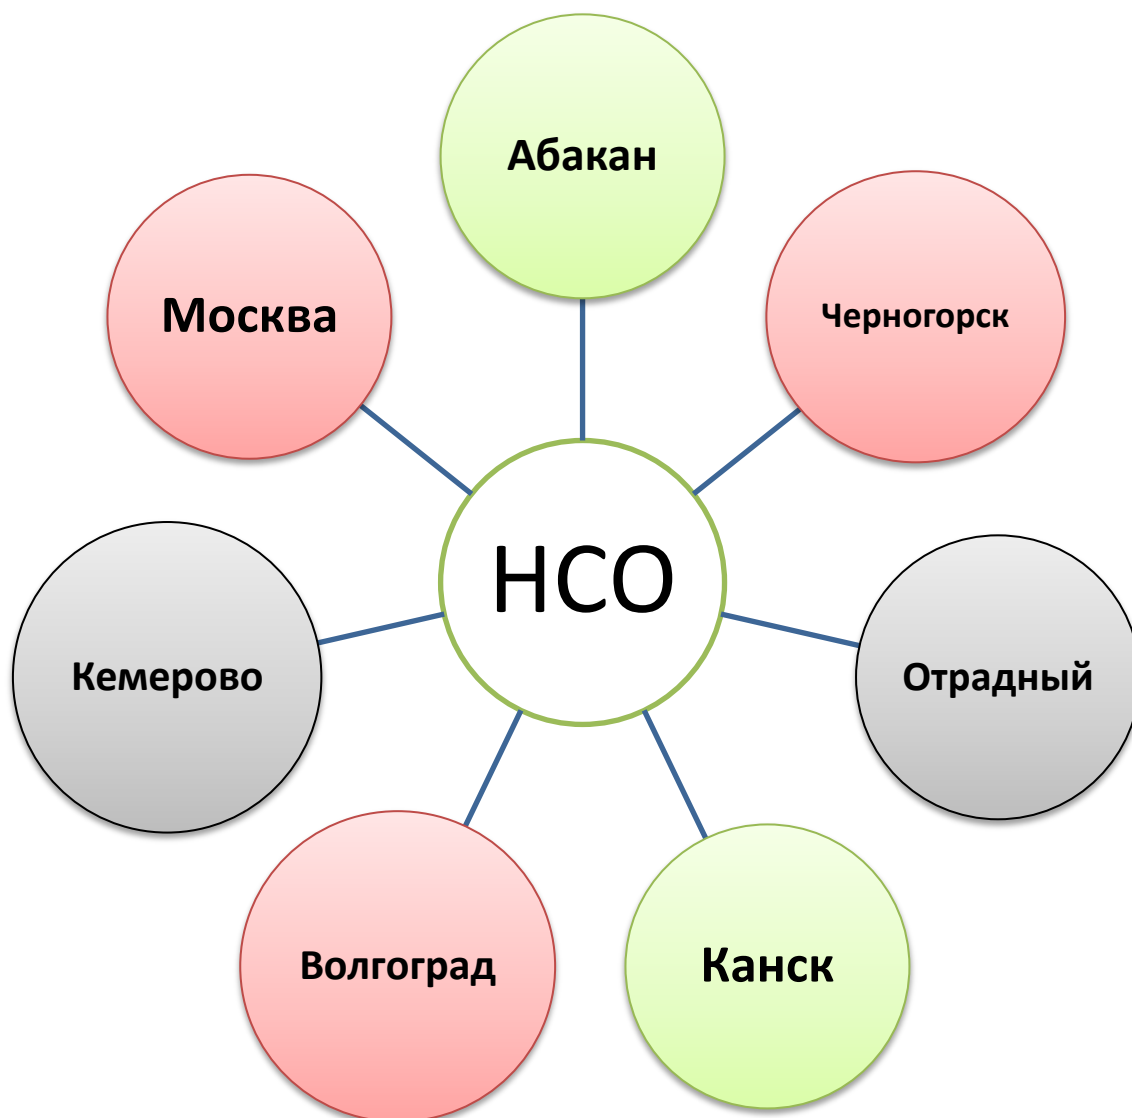 Абакан
Москва
Черногорск
НСО
Кемерово
Отрадный
Волгоград
Канск